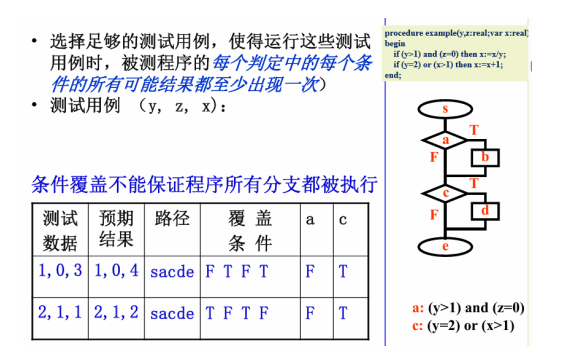 • 选择足够的测试用例，使得运行这些测试
用例时，被测程序的每个判定中的每个条
件的所有可能结果都至少出现一次）
• 测试用例 （y, z, x）：
条件覆盖不能保证程序所有分支都被执行
测试数据 预期结果 路径 覆盖条件 a c
1,0,3 1,0,4 sacde F T F T F T
2,1,1 2,1,2 sacde T F T F F T
procedure example(y,z:real;var x:real
begin
if (y>1) and (z=0) then x:=x/y;
if (y=2) or (x>1) then x:=x+1;
end;
s
a
T
F
b
c
T
F
d
e
a: (y>1) and (z=0)
c: (y=2) or (x>1)